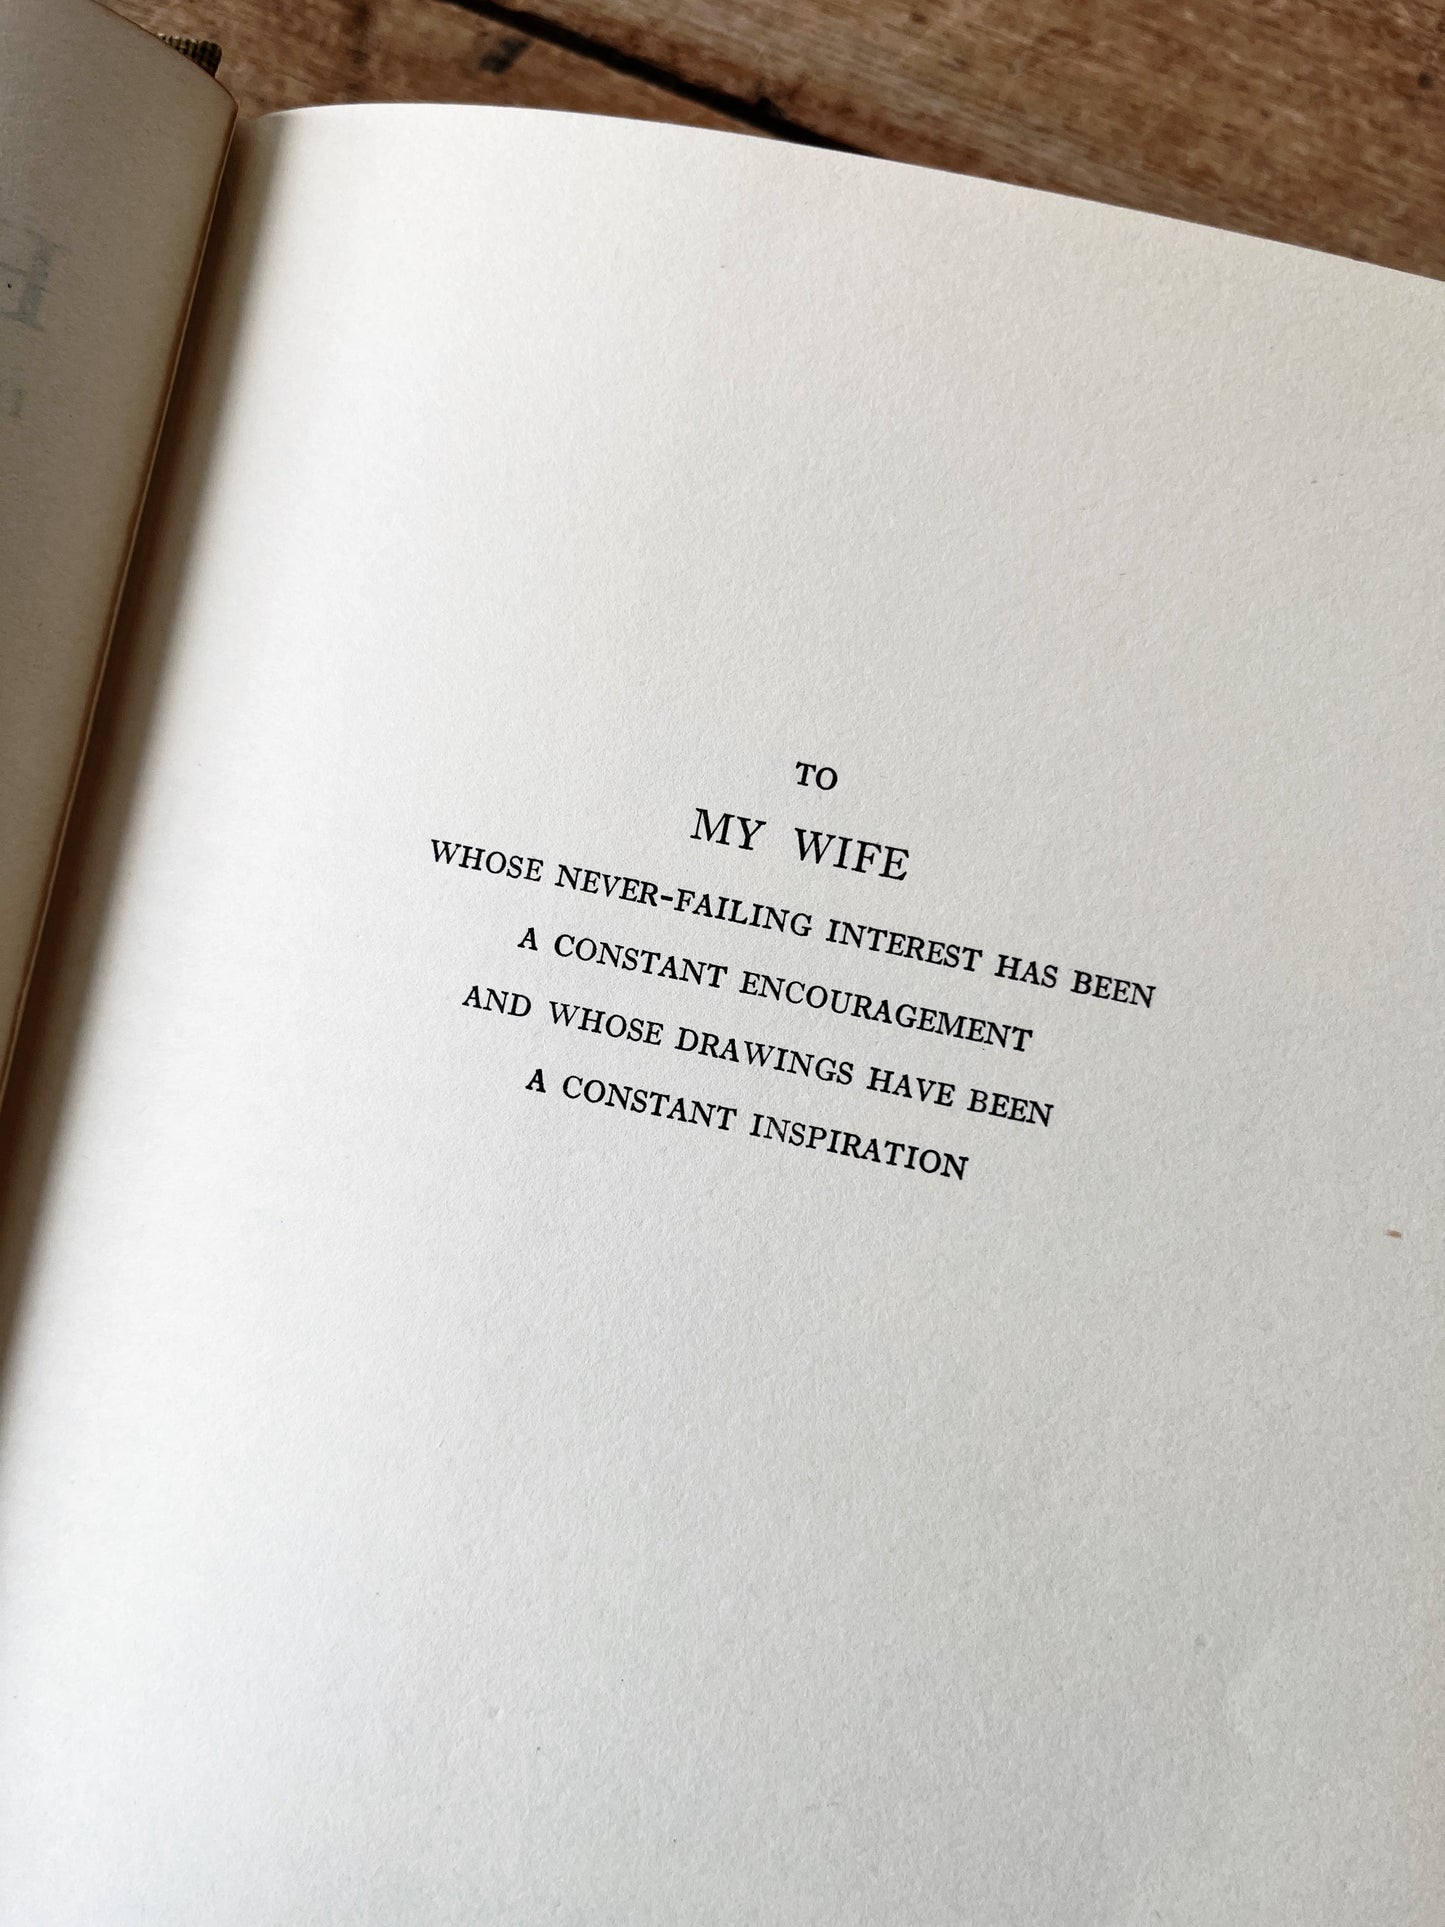 TO
MY WIFE
WHOSE NEVER-FAILING INTEREST HAS BEEN
A CONSTANT ENCOURAGEMENT
AND WHOSE DRAWINGS HAVE BEEN
A CONSTANT INSPIRATION